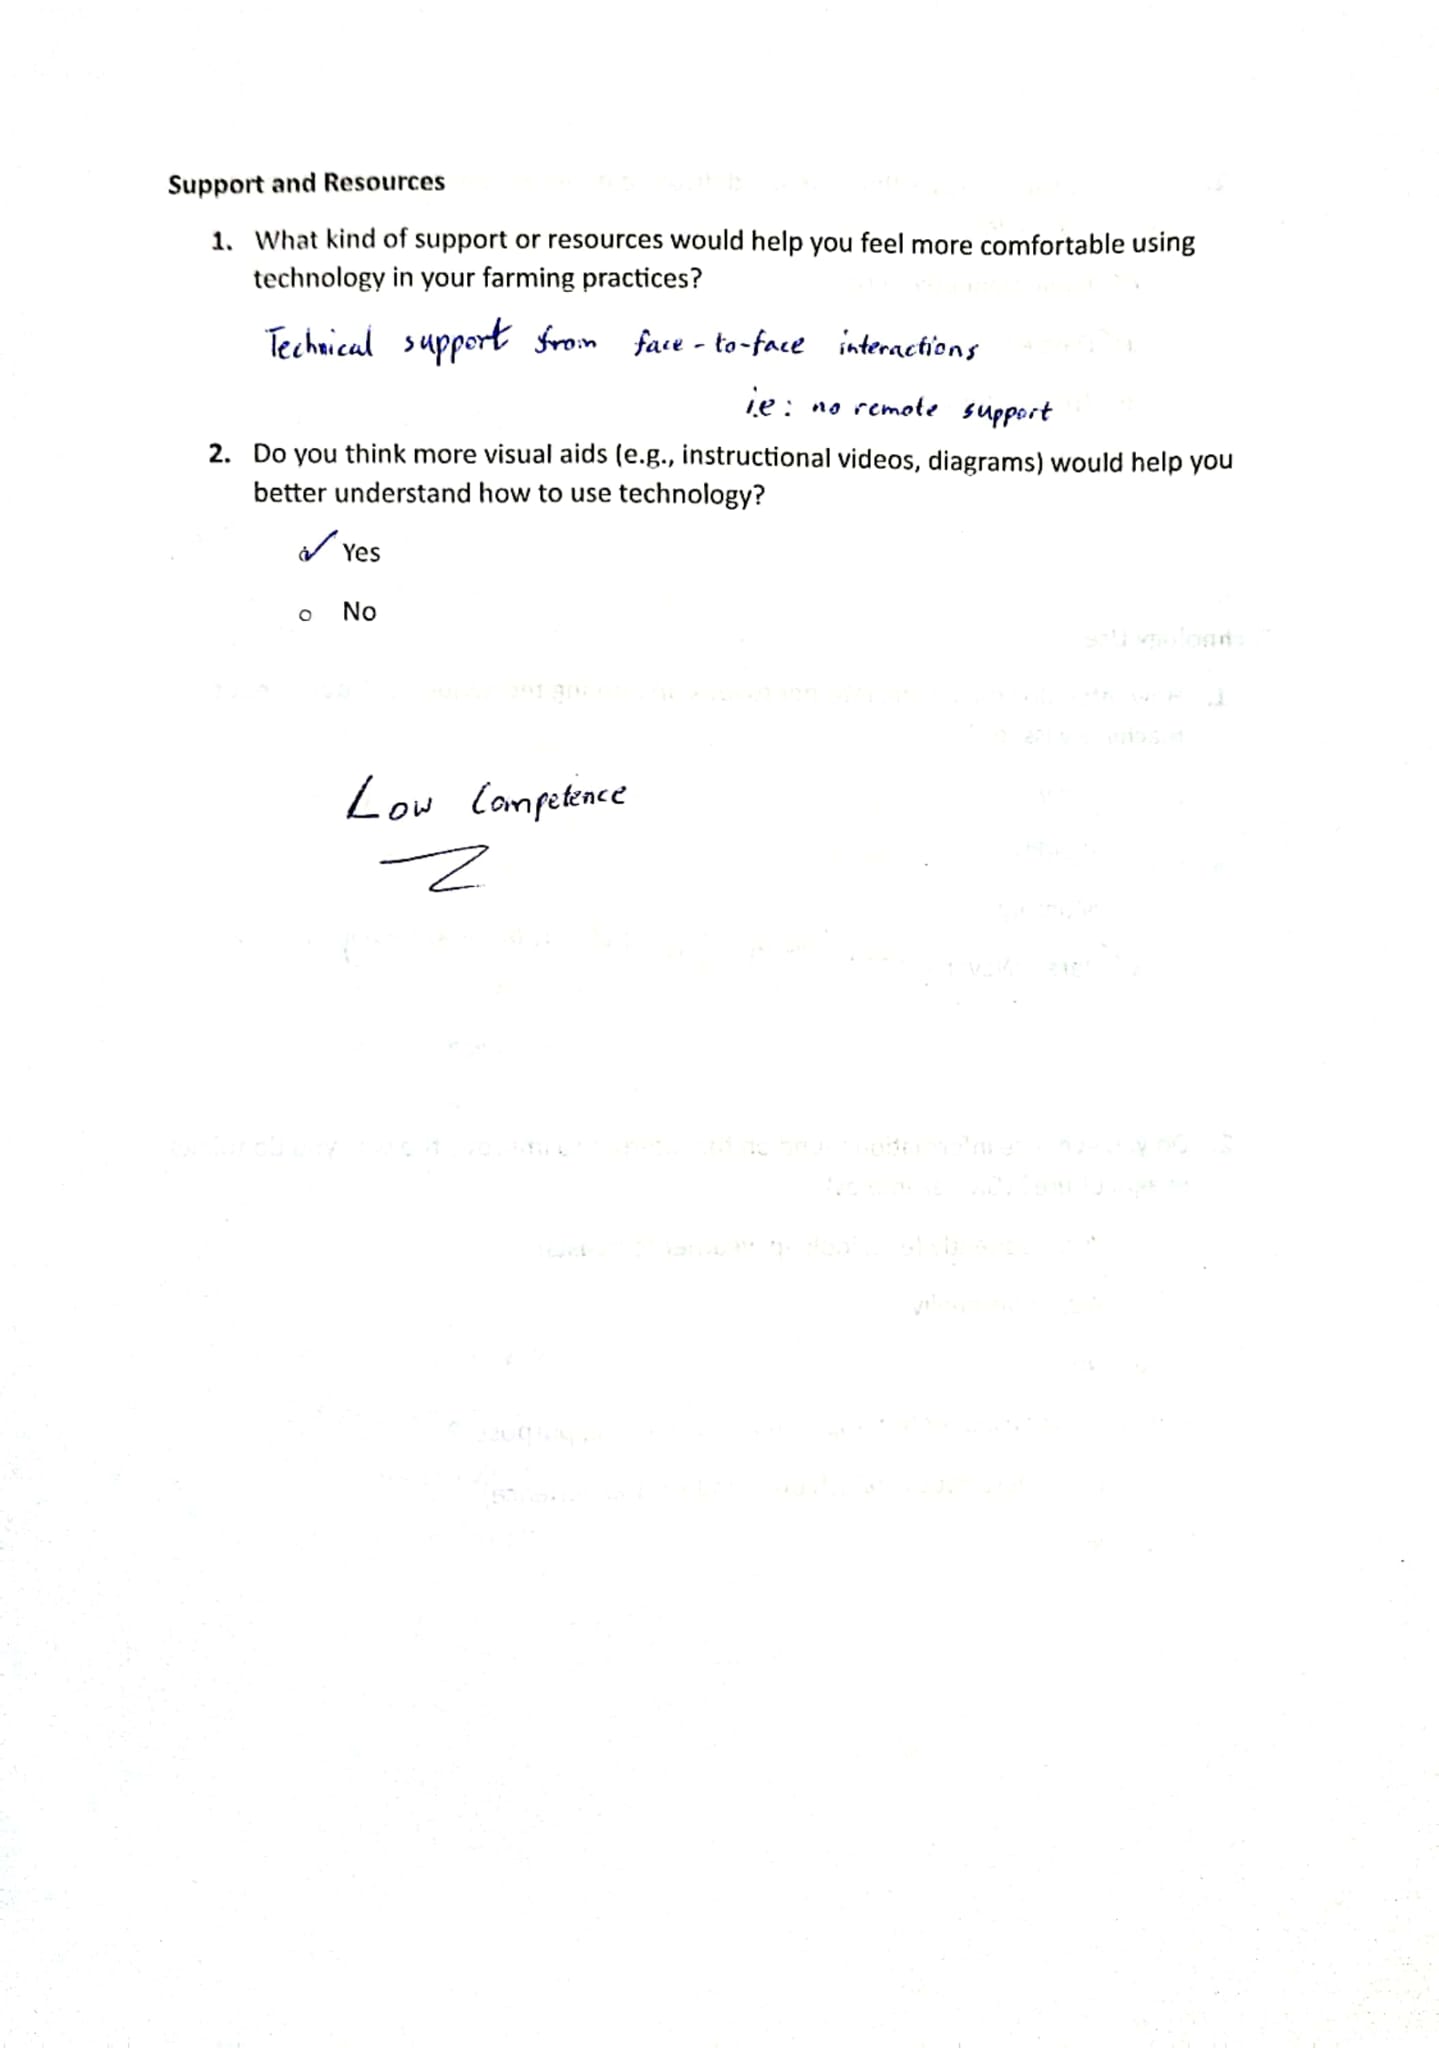 Support and Resources
1. What kind of support or resources would help you feel more comfortable using
technology in your farming practices?
Technical support from face-to-face interactions
i.e: no remote support
2. Do you think more visual aids (e.g., instructional videos, diagrams) would help you
better understand how to use technology?
✓ Yes
o No
Low Competence